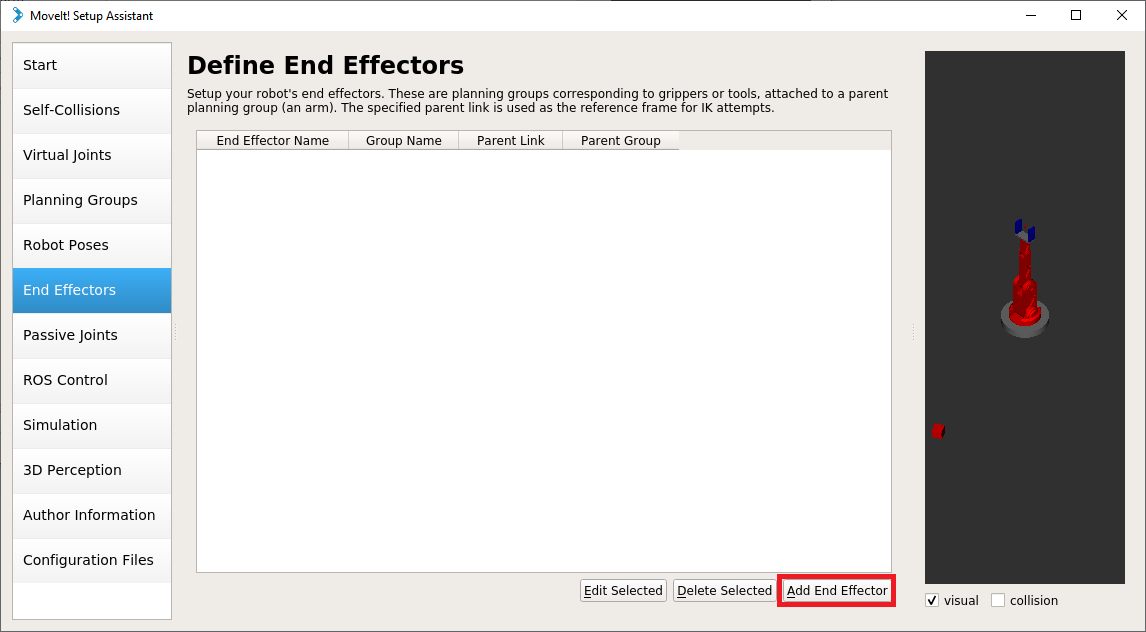 MoveIt! Setup Assistant
Start
Self-Collisions
Virtual Joints
Planning Groups
Robot Poses
End Effectors
Passive Joints
ROS Control
Simulation
3D Perception
Author Information
Configuration Files
Define End Effectors
Setup your robot's end effectors. These are planning groups corresponding to grippers or tools, attached to a parent
planning group (an arm). The specified parent link is used as the reference frame for IK attempts.
End Effector Name Group Name Parent Link Parent Group
Edit Selected Delete Selected Add End Effector
visual collision